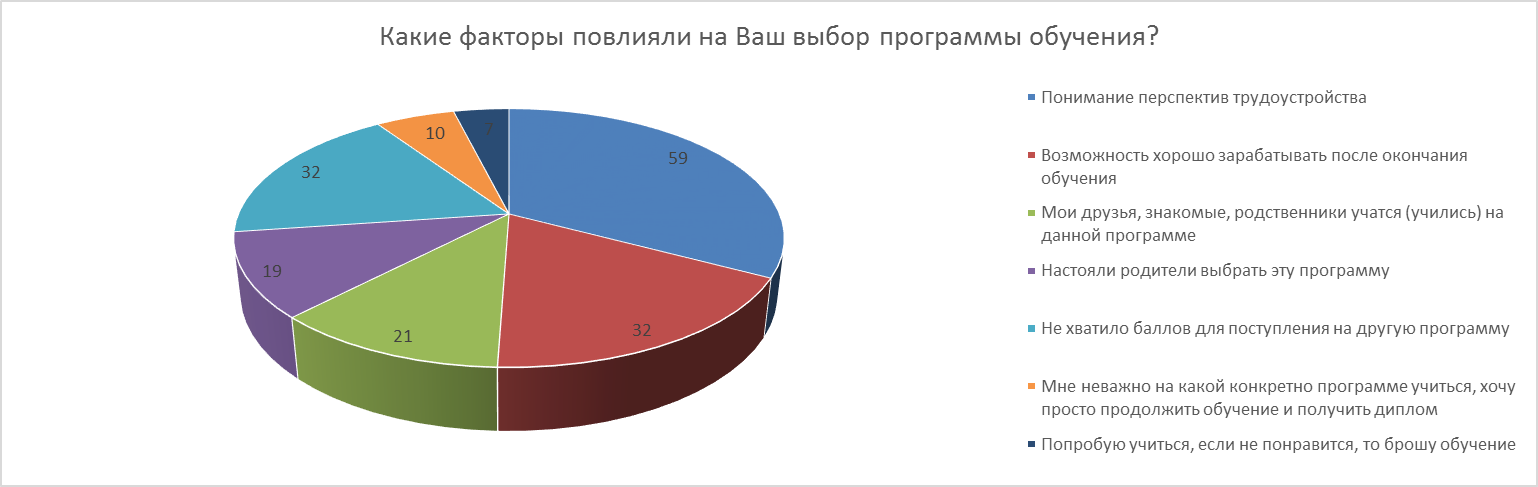 Какие факторы повлияли на Ваш выбор программы обучения?
59
32
21
19
32
10
Понимание перспектив трудоустройства
Возможность хорошо зарабатывать после окончания
обучения
Мои друзья, знакомые, родственники учатся (учились) на
данной программе
Настояли родители выбрать эту программу
Не хватило баллов для поступления на другую программу
Мне неважно на какой конкретно программе учиться, хочу
просто продолжить обучение и получить диплом
Попробую учиться, если не понравится, то брошу обучение